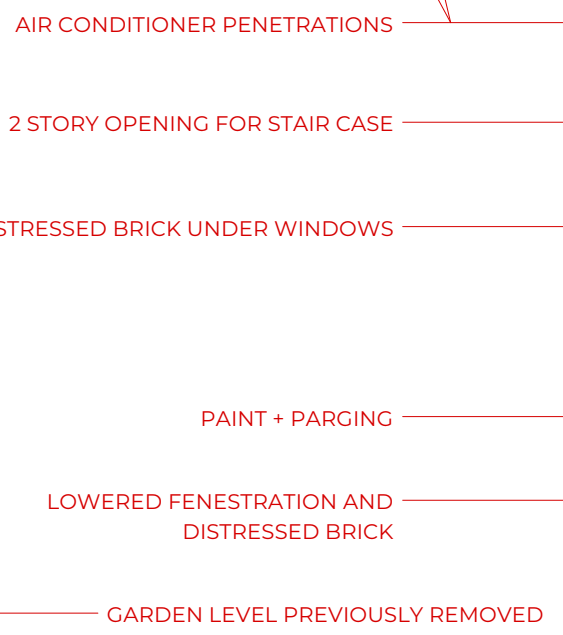 AIR CONDITIONER PENETRATIONS
2 STORY OPENING FOR STAIR CASE
STRESSED BRICK UNDER WINDOWS
PAINT + PARGING
LOWERED FENESTRATION AND
DISTRESSED BRICK
GARDEN LEVEL PREVIOUSLY REMOVED